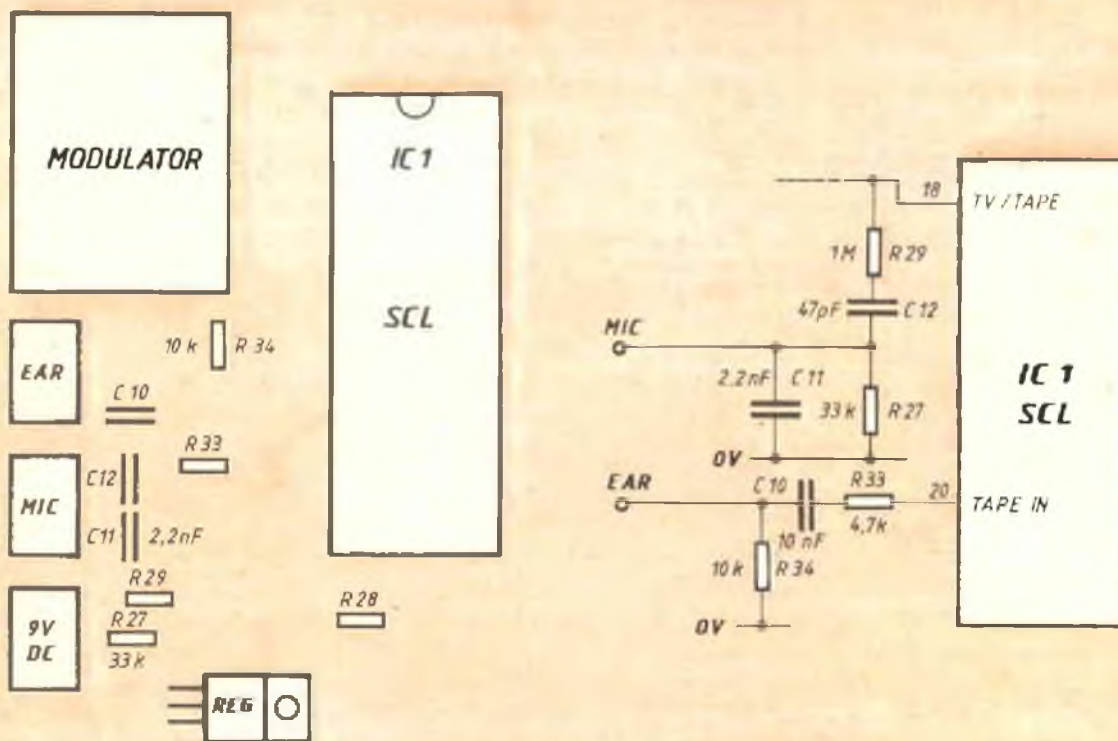 MODULATOR
IC 1
SCL
EAR
10 k
R 34
C 10
R 33
MIC
C12
C11
2,2nF
R 29
R 27
33 k
9V
DC
R 28
REG
18
TV / TAPE
1M
R 29
47pF
C 12
MIC
2,2nF
C 11
33k
R 27
0V
IC 1
SCL
EAR
C 10
R33
20
TAPE IN
10 nF
4,7k
10 k
R 34
0V